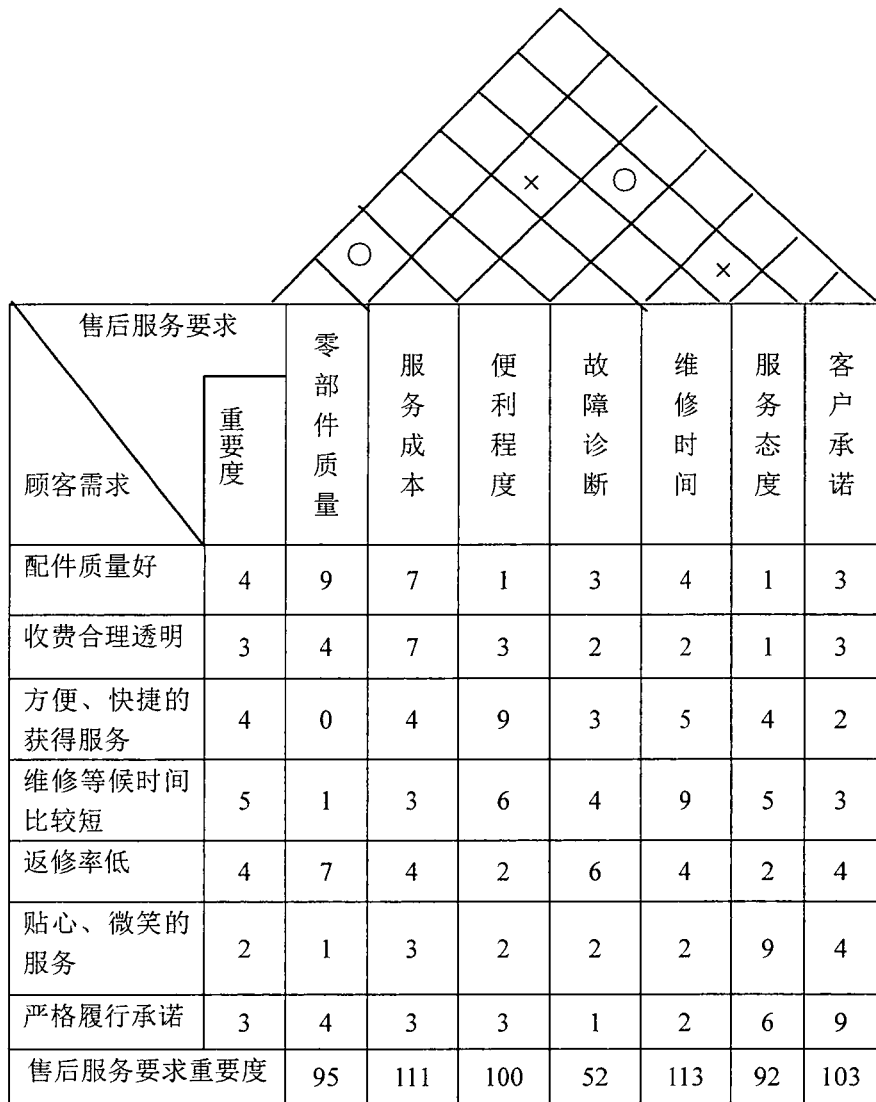 × ○
○ ×
售后服务要求
顾客需求
重要度
零部件质量
服务成本
便利程度
故障诊断
维修时间
服务态度
客户承诺
配件质量好 4 9 7 1 3 4 1 3
收费合理透明 3 4 7 3 2 2 1 3
方便、快捷的
获得服务 4 0 4 9 3 5 4 2
维修等候时间
比较短 5 1 3 6 4 9 5 3
返修率低 4 7 4 2 6 4 2 4
贴心、微笑的
服务 2 1 3 2 2 2 9 4
严格履行承诺 3 4 3 3 1 2 6 9
售后服务要求重要度 95 111 100 52 113 92 103